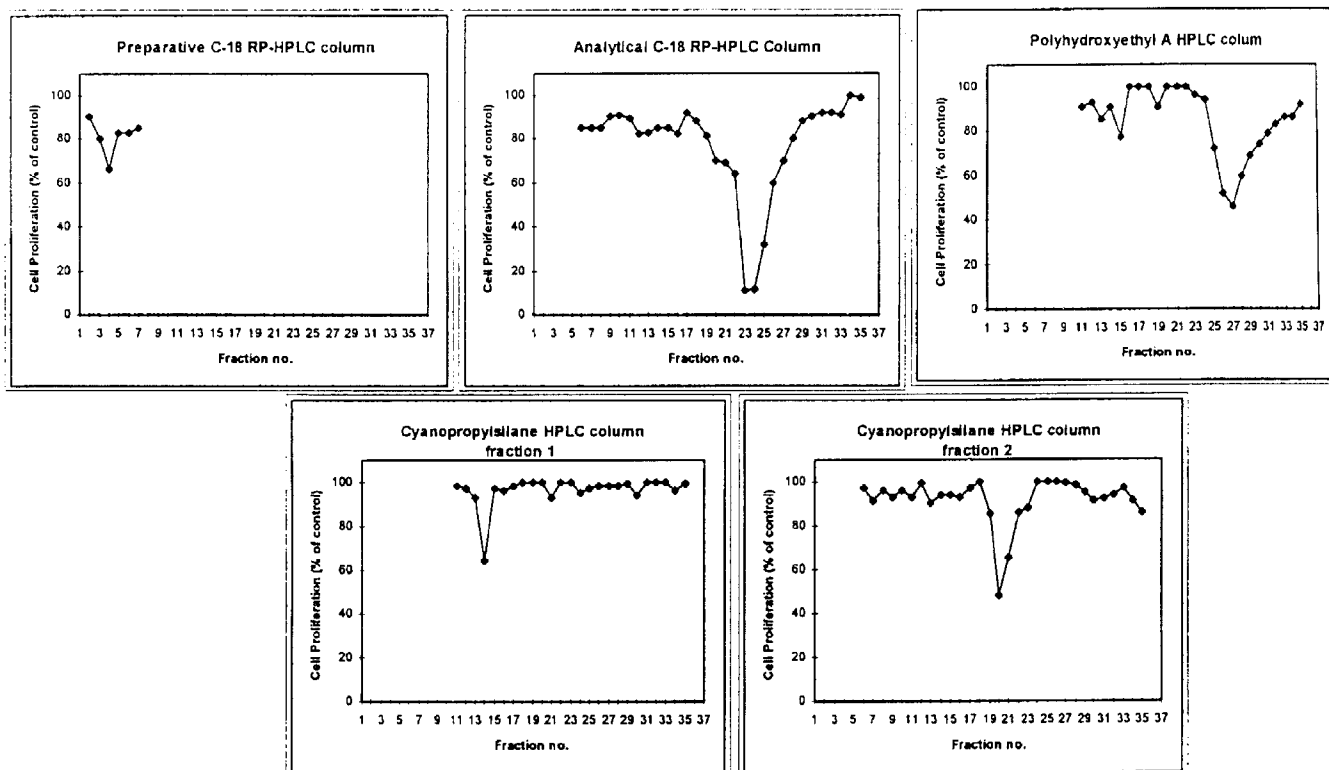 Preparative C-18 RP-HPLC column
Cell Proliferation (% of control)
100
80
60
40
20
0
1 3 5 7 9 11 13 15 17 19 21 23 25 27 29 31 33 35 37
Fraction no.
Analytical C-18 RP-HPLC Column
Cell Proliferation (% of control)
100
80
60
40
20
0
1 3 5 7 9 11 13 15 17 19 21 23 25 27 29 31 33 35 37
Fraction no.
Polyhydroxyethyl A HPLC colum
Cell Proliferation (% of control)
100
80
60
40
20
0
1 3 5 7 9 11 13 15 17 19 21 23 25 27 29 31 33 35 37
Fraction no.
Cyanopropylsilane HPLC column
fraction 1
Cell Proliferation (% of control)
100
80
60
40
20
0
1 3 5 7 9 11 13 15 17 19 21 23 25 27 29 31 33 35 37
Fraction no.
Cyanopropylsilane HPLC column
fraction 2
Cell Proliferation (% of control)
100
80
60
40
20
0
1 3 5 7 9 11 13 15 17 19 21 23 25 27 29 31 33 35 37
Fraction no.